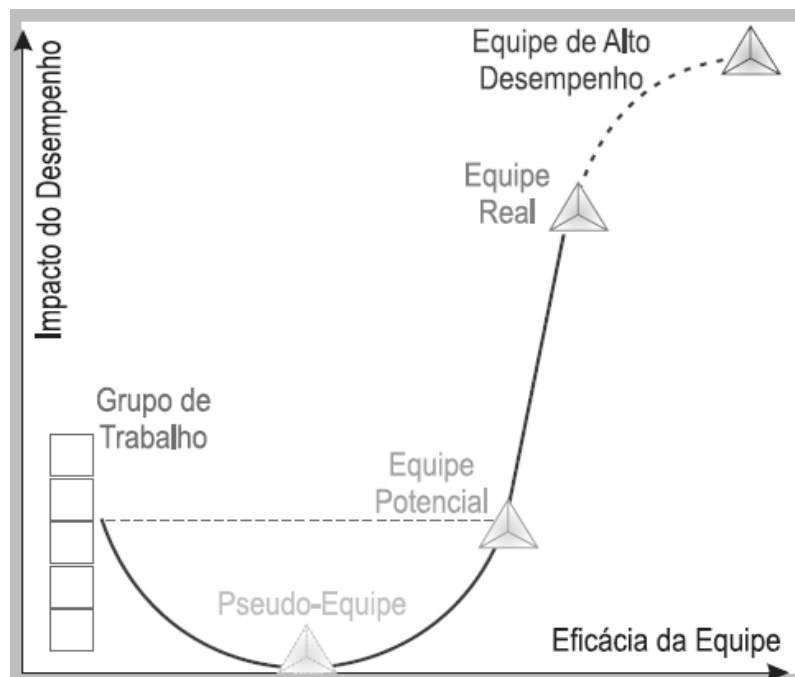 Impacto do Desempenho
Equipe de Alto
Desempenho
Equipe
Real
Grupo de
Trabalho
Equipe
Potencial
Pseudo-Equipe
Eficácia da Equipe